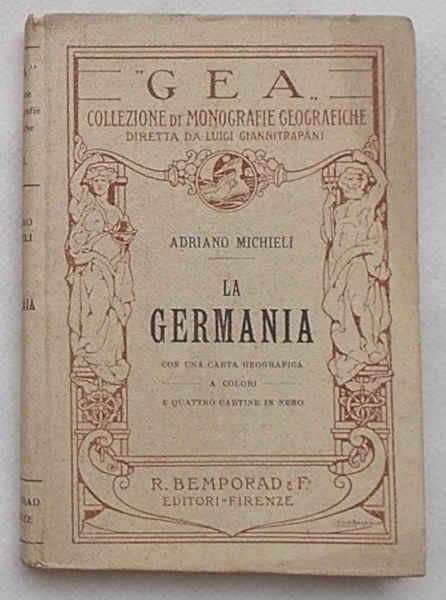 "GEA„
COLLEZIONE DI MONOGRAFIE GEOGRAFICHE
DIRETTA DA LUIGI GIANNITRAPANI
ADRIANO MICHIELI
LA
GERMANIA
CON UNA CARTA GEOGRAFICA
A COLORI
E QUATTRO CARTINE IN NERO
R. BEMPORAD & F.º
EDITORI-FIRENZE